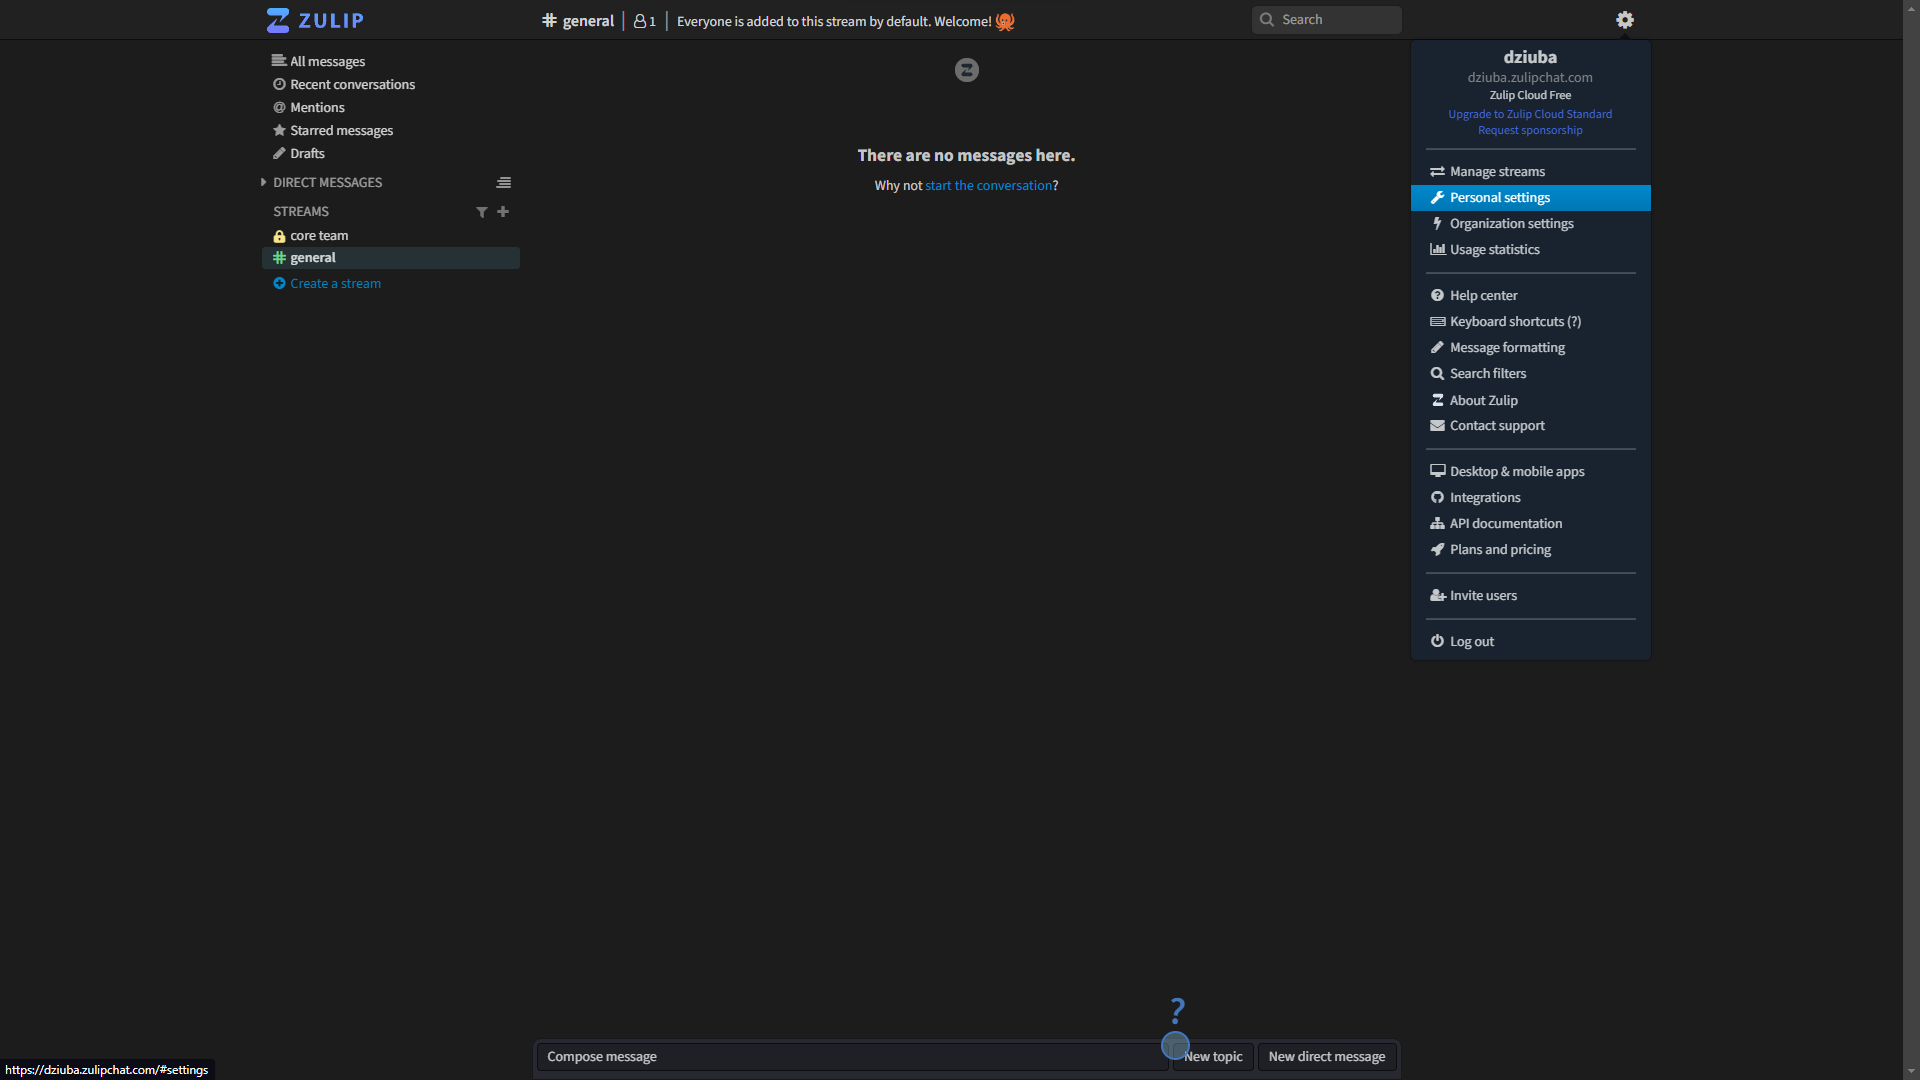 ZULIP
general
1
Everyone is added to this stream by default. Welcome!
Search
All messages
Recent conversations
Mentions
Starred messages
Drafts
DIRECT MESSAGES
STREAMS
core team
general
Create a stream
There are no messages here.
Why not start the conversation?
dziuba
dziuba.zulipchat.com
Zulip Cloud Free
Upgrade to Zulip Cloud Standard
Request sponsorship
Manage streams
Personal settings
Organization settings
Usage statistics
Help center
Keyboard shortcuts (?)
Message formatting
Search filters
About Zulip
Contact support
Desktop & mobile apps
Integrations
API documentation
Plans and pricing
Invite users
Log out
?
Compose message
New topic
New direct message
https://dziuba.zulipchat.com/#settings